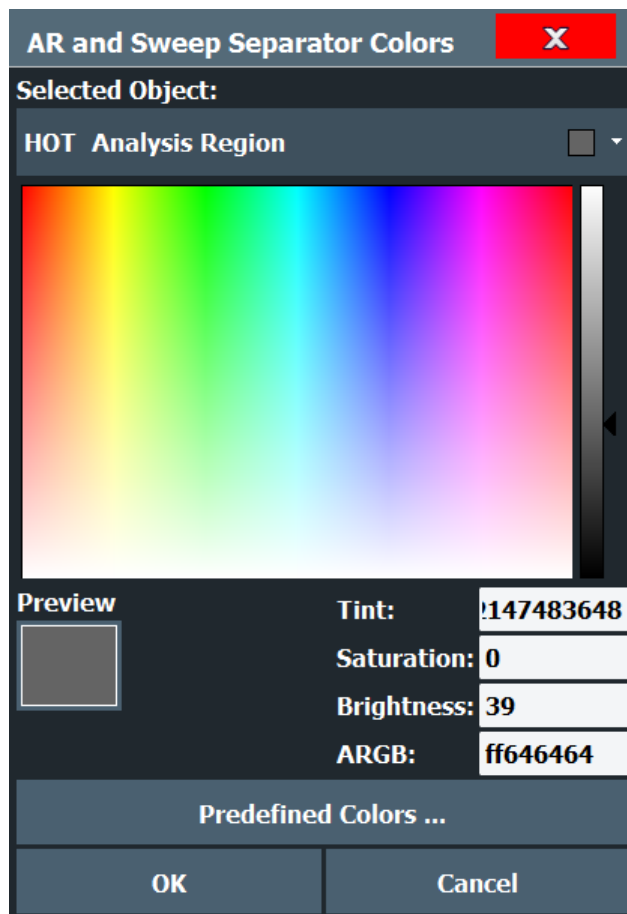 AR and Sweep Separator Colors X
Selected Object:
HOT Analysis Region
Preview
Tint: 147483648
Saturation: 0
Brightness: 39
ARGB: ff646464
Predefined Colors ...
OK Cancel